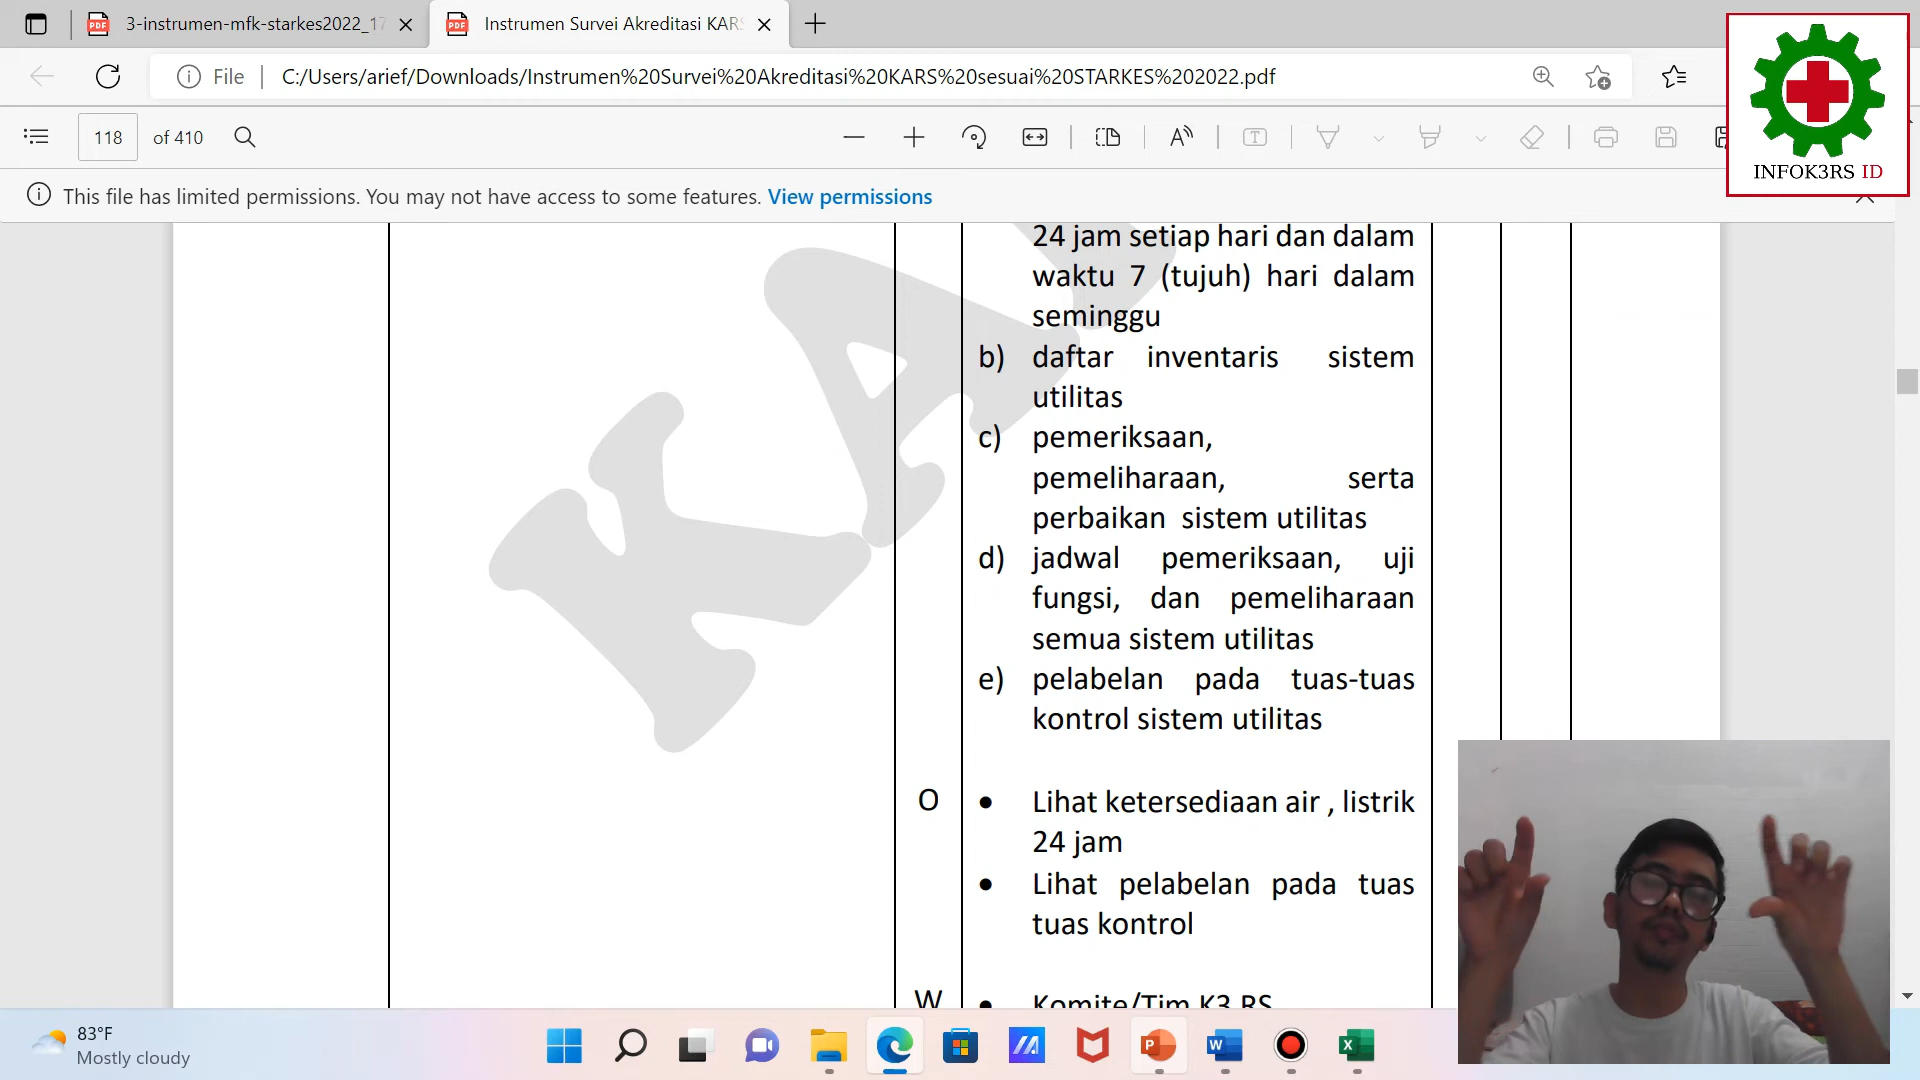 3-instrumen-mfk-starkes2022_17
Instrumen Survei Akreditasi KARS
File
C:/Users/arief/Downloads/Instrumen%20Survei%20Akreditasi%20KARS%20sesuai%20STARKES%202022.pdf
118 of 410
This file has limited permissions. You may not have access to some features. View permissions
INFOK3RS ID
24 jam setiap hari dan dalam
waktu 7 (tujuh) hari dalam
seminggu
b) daftar inventaris sistem
utilitas
c) pemeriksaan,
pemeliharaan, serta
perbaikan sistem utilitas
d) jadwal pemeriksaan, uji
fungsi, dan pemeliharaan
semua sistem utilitas
e) pelabelan pada tuas-tuas
kontrol sistem utilitas
O • Lihat ketersediaan air , listrik
24 jam
• Lihat pelabelan pada tuas
tuas kontrol
W • Komite/Tim K3 RS
83°F
Mostly cloudy